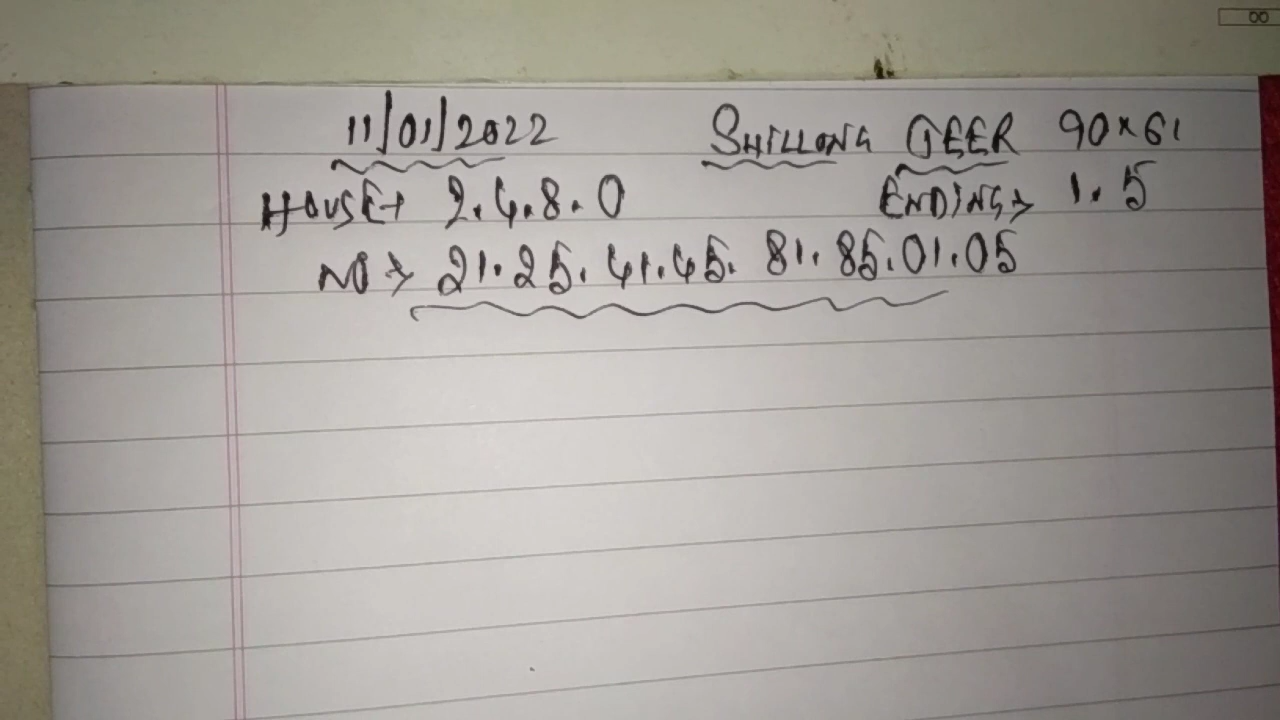 11/01/2022 SHILLONG TEER 90×61
HOUSE→ 2.4.8.0 ENDING→ 1.5
NO→ 21.25.41.45.81.85.01.05